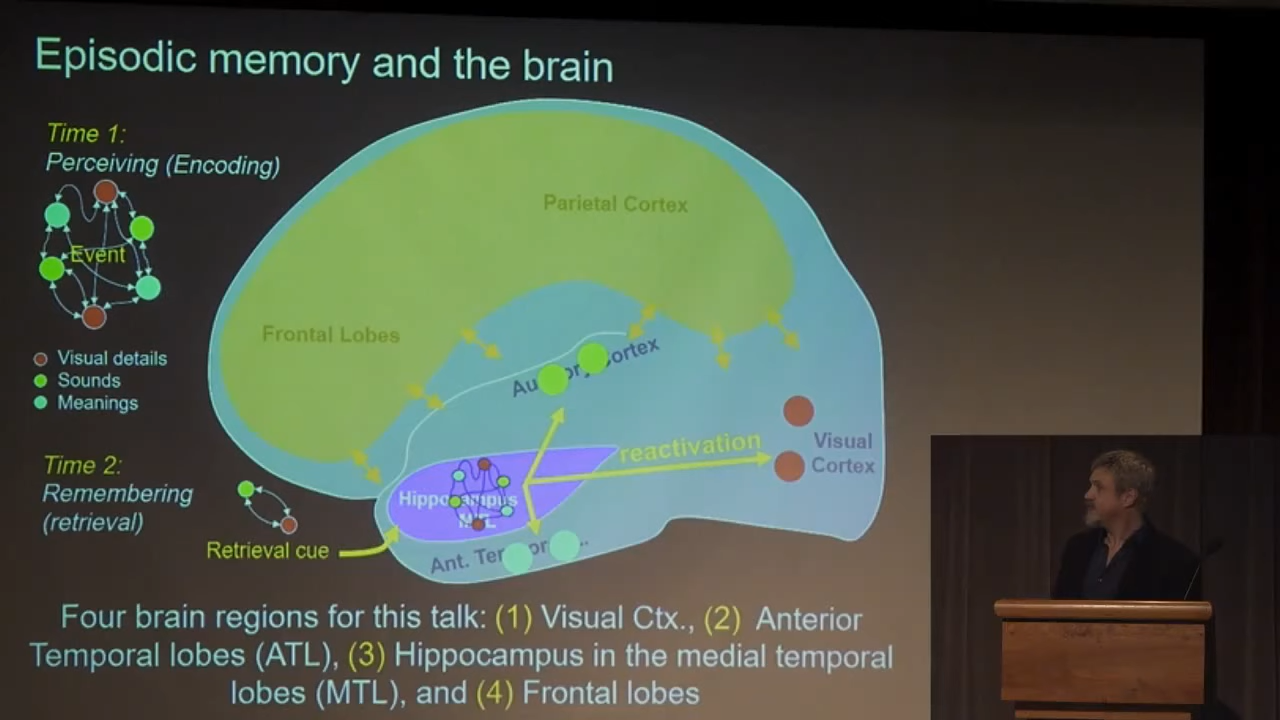 Episodic memory and the brain
Time 1:
Perceiving (Encoding)
Event
Visual details
Sounds
Meanings
Time 2:
Remembering
(retrieval)
Retrieval cue
Parietal Cortex
Frontal Lobes
Cortex
reactivation
Visual
Cortex
Hippocampus
MTL
Ant.
Four brain regions for this talk: (1) Visual Ctx., (2) Anterior
Temporal lobes (ATL), (3) Hippocampus in the medial temporal
lobes (MTL), and (4) Frontal lobes